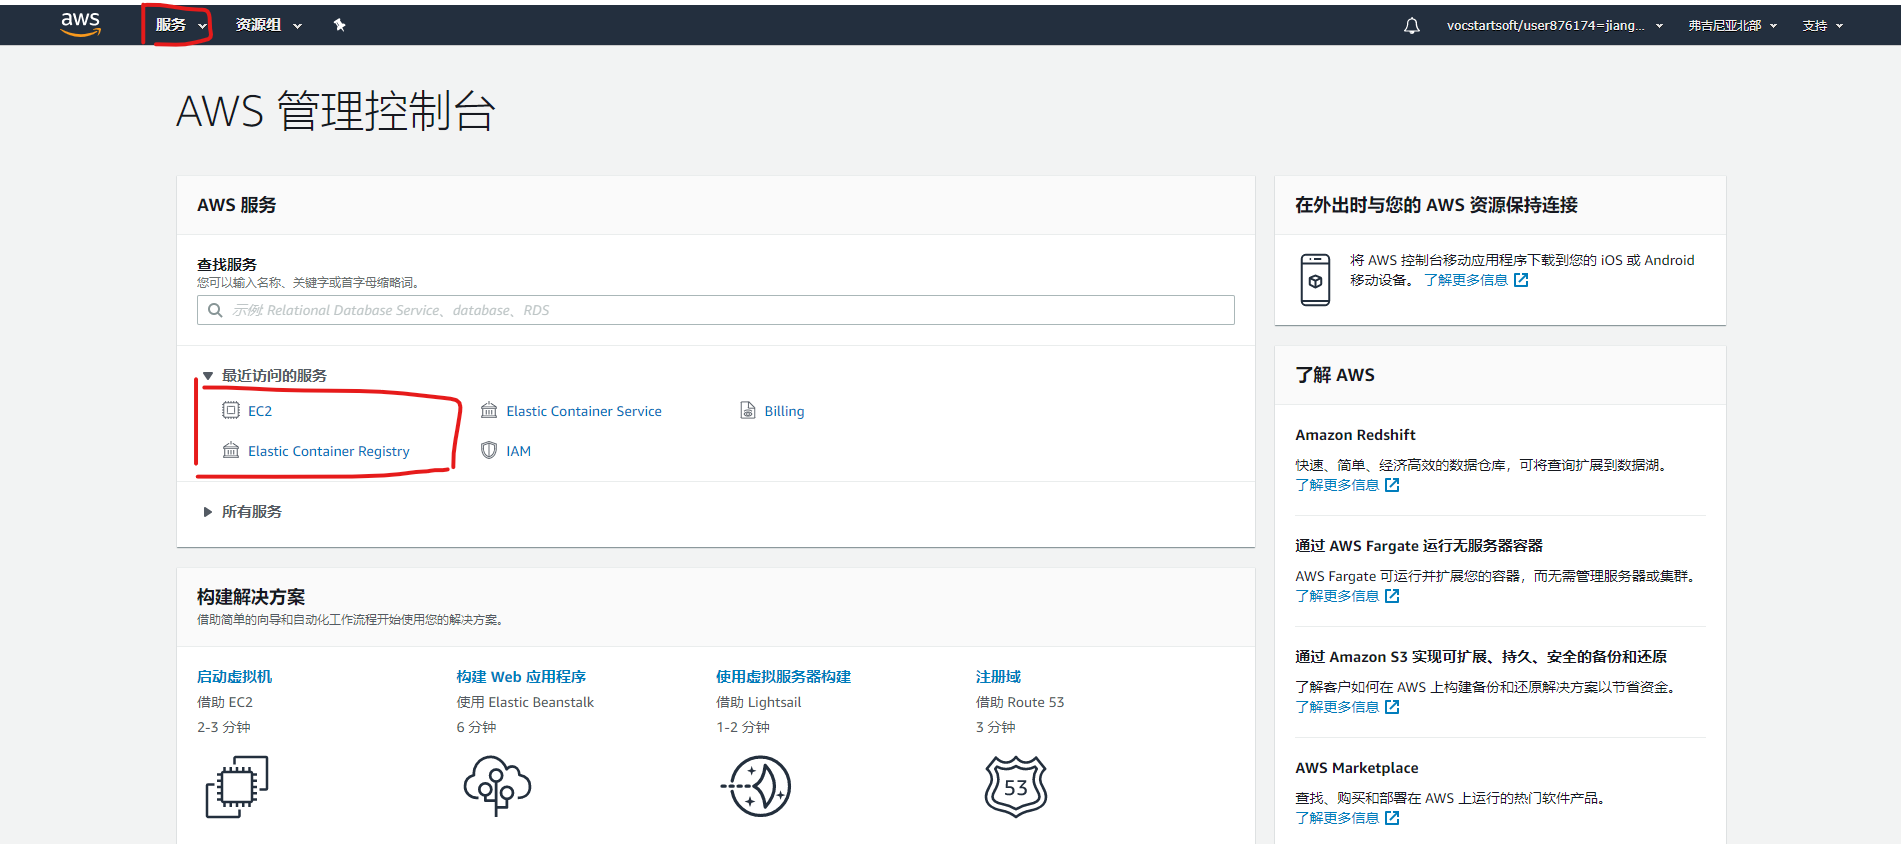 aws 服务 资源组 vocstartsoft/user876174=jiang... 弗吉尼亚北部 支持
AWS 管理控制台
AWS 服务
查找服务
您可以输入名称、关键字或首字母缩略词。
示例: Relational Database Service、database、RDS
最近访问的服务
EC2 Elastic Container Service Billing
Elastic Container Registry IAM
所有服务
构建解决方案
借助简单的向导和自动化工作流程开始使用您的解决方案。
启动虚拟机
借助 EC2
2-3 分钟
构建 Web 应用程序
使用 Elastic Beanstalk
6 分钟
使用虚拟服务器构建
借助 Lightsail
1-2 分钟
注册域
借助 Route 53
3 分钟
53
在外出时与您的 AWS 资源保持连接
将 AWS 控制台移动应用程序下载到您的 iOS 或 Android
移动设备。 了解更多信息
了解 AWS
Amazon Redshift
快速、简单、经济高效的数据仓库，可将查询扩展到数据湖。
了解更多信息
通过 AWS Fargate 运行无服务器容器
AWS Fargate 可运行并扩展您的容器，而无需管理服务器或集群。
了解更多信息
通过 Amazon S3 实现可扩展、持久、安全的备份和还原
了解客户如何在 AWS 上构建备份和还原解决方案以节省资金。
了解更多信息
AWS Marketplace
查找、购买和部署在 AWS 上运行的热门软件产品。
了解更多信息